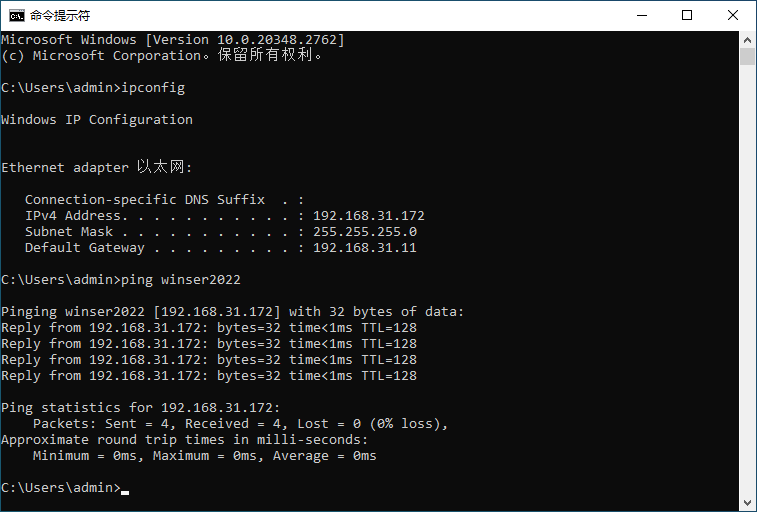 命令提示符
Microsoft Windows [Version 10.0.20348.2762]
(c) Microsoft Corporation。保留所有权利。
C:\Users\admin>ipconfig
Windows IP Configuration
Ethernet adapter 以太网:
   Connection-specific DNS Suffix  . :
   IPv4 Address. . . . . . . . . . . : 192.168.31.172
   Subnet Mask . . . . . . . . . . . : 255.255.255.0
   Default Gateway . . . . . . . . . : 192.168.31.11
C:\Users\admin>ping winser2022
Pinging winser2022 [192.168.31.172] with 32 bytes of data:
Reply from 192.168.31.172: bytes=32 time<1ms TTL=128
Reply from 192.168.31.172: bytes=32 time<1ms TTL=128
Reply from 192.168.31.172: bytes=32 time<1ms TTL=128
Reply from 192.168.31.172: bytes=32 time<1ms TTL=128
Ping statistics for 192.168.31.172:
    Packets: Sent = 4, Received = 4, Lost = 0 (0% loss),
Approximate round trip times in milli-seconds:
    Minimum = 0ms, Maximum = 0ms, Average = 0ms
C:\Users\admin>